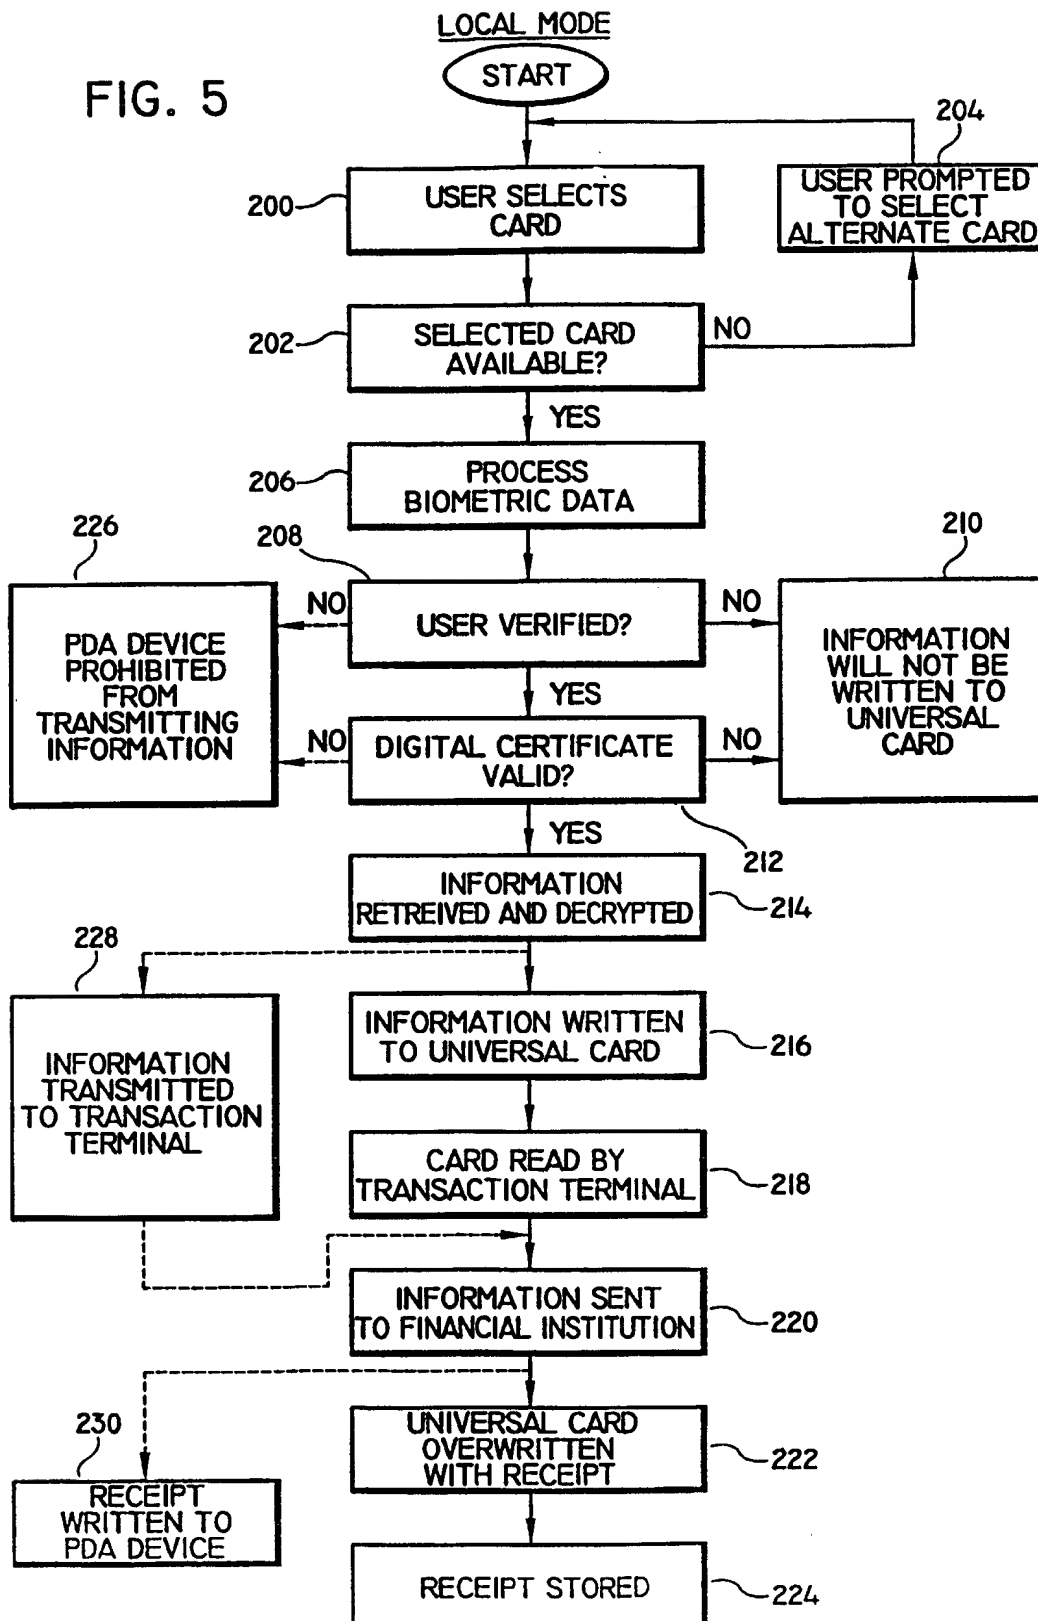 LOCAL MODE
START
FIG. 5
204
USER PROMPTED
TO SELECT
ALTERNATE CARD
200
USER SELECTS
CARD
202
SELECTED CARD
AVAILABLE?
NO
YES
206
PROCESS
BIOMETRIC DATA
226
208
210
PDA DEVICE
PROHIBITED
FROM
TRANSMITTING
INFORMATION
NO
USER VERIFIED?
NO
INFORMATION
WILL NOT BE
WRITTEN TO
UNIVERSAL
CARD
YES
NO
DIGITAL CERTIFICATE
VALID?
NO
YES
212
INFORMATION
RETREIVED AND DECRYPTED
214
228
INFORMATION
TRANSMITTED
TO TRANSACTION
TERMINAL
INFORMATION WRITTEN
TO UNIVERSAL CARD
216
CARD READ BY
TRANSACTION TERMINAL
218
INFORMATION SENT
TO FINANCIAL INSTITUTION
220
230
RECEIPT
WRITTEN TO
PDA DEVICE
UNIVERSAL CARD
OVERWRITTEN
WITH RECEIPT
222
RECEIPT STORED
224